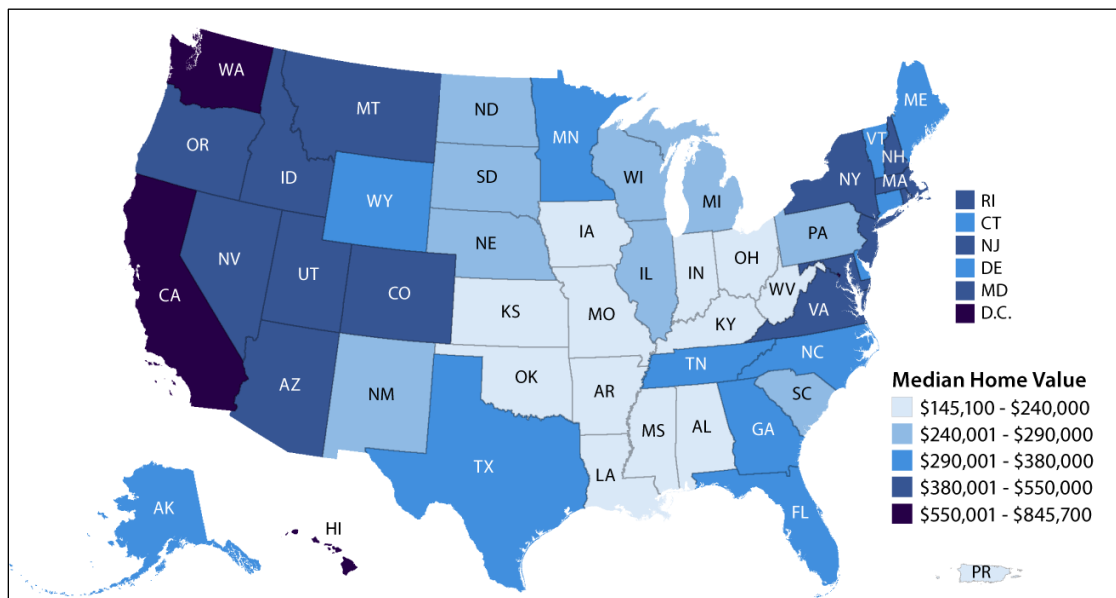 WA
MT
ND
MN
ME
VT
NH
OR
ID
SD
WI
MI
NY
MA
WY
RI
CT
NJ
DE
MD
D.C.
IA
NE
PA
NV
UT
CO
IL
IN
OH
WV
CA
KS
MO
KY
VA
TN
NC
AZ
NM
OK
AR
SC
MS
AL
GA
LA
TX
FL
AK
HI
Median Home Value
$145,100 - $240,000
$240,001 - $290,000
$290,001 - $380,000
$380,001 - $550,000
$550,001 - $845,700
PR